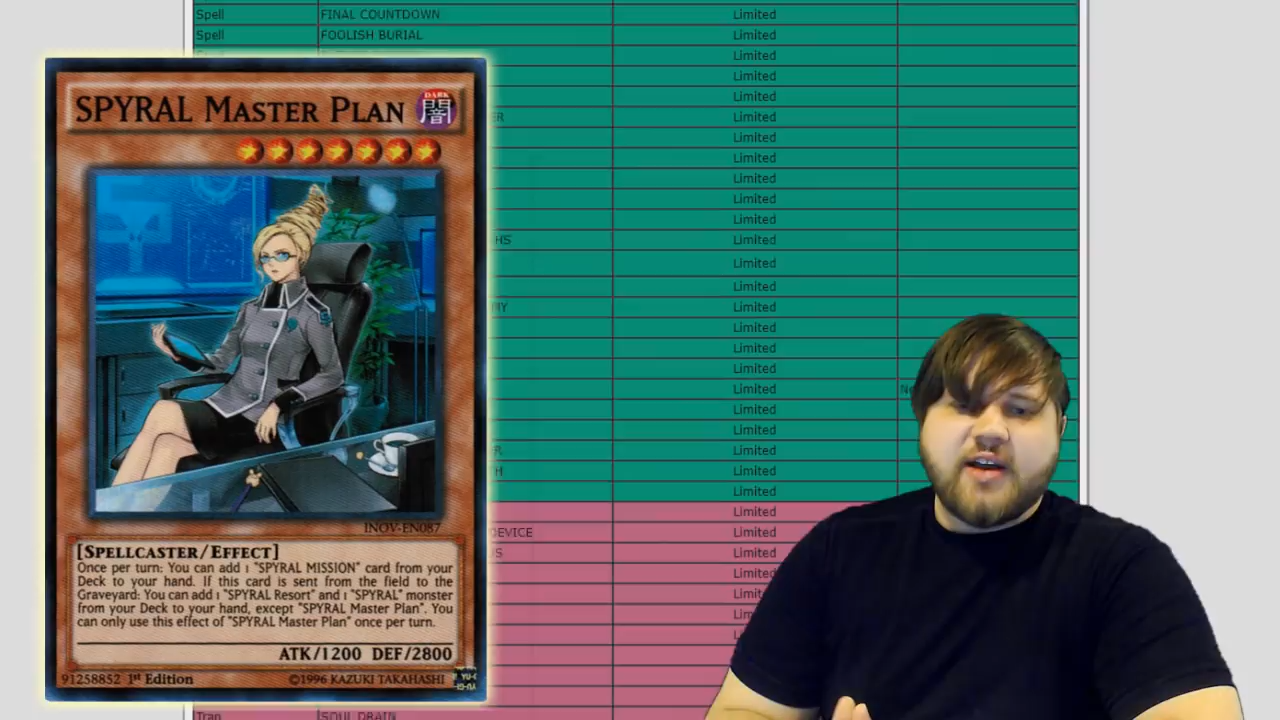 Spell FINAL COUNTDOWN Limited
Spell FOOLISH BURIAL Limited
Limited
Limited
Limited
ER Limited
Limited
Limited
Limited
Limited
Limited
HS Limited
Limited
Limited
Limited
Limited
Limited
Limited
Limited
Limited
Limited
Limited
TH Limited
Limited
Limited
DEVICE Limited
Limited
Limited
Trap SOUL DRAIN
SPYRAL MASTER PLAN
DARK
闇
INOV-EN087
[SPELLCASTER/EFFECT]
Once per turn: You can add 1 "SPYRAL MISSION" card from your
Deck to your hand. If this card is sent from the field to the
Graveyard: You can add 1 "SPYRAL Resort" and 1 "SPYRAL" monster
from your Deck to your hand, except "SPYRAL Master Plan". You
can only use this effect of "SPYRAL Master Plan" once per turn.
ATK/1200 DEF/2800
91258852 1st Edition ©1996 KAZUKI TAKAHASHI